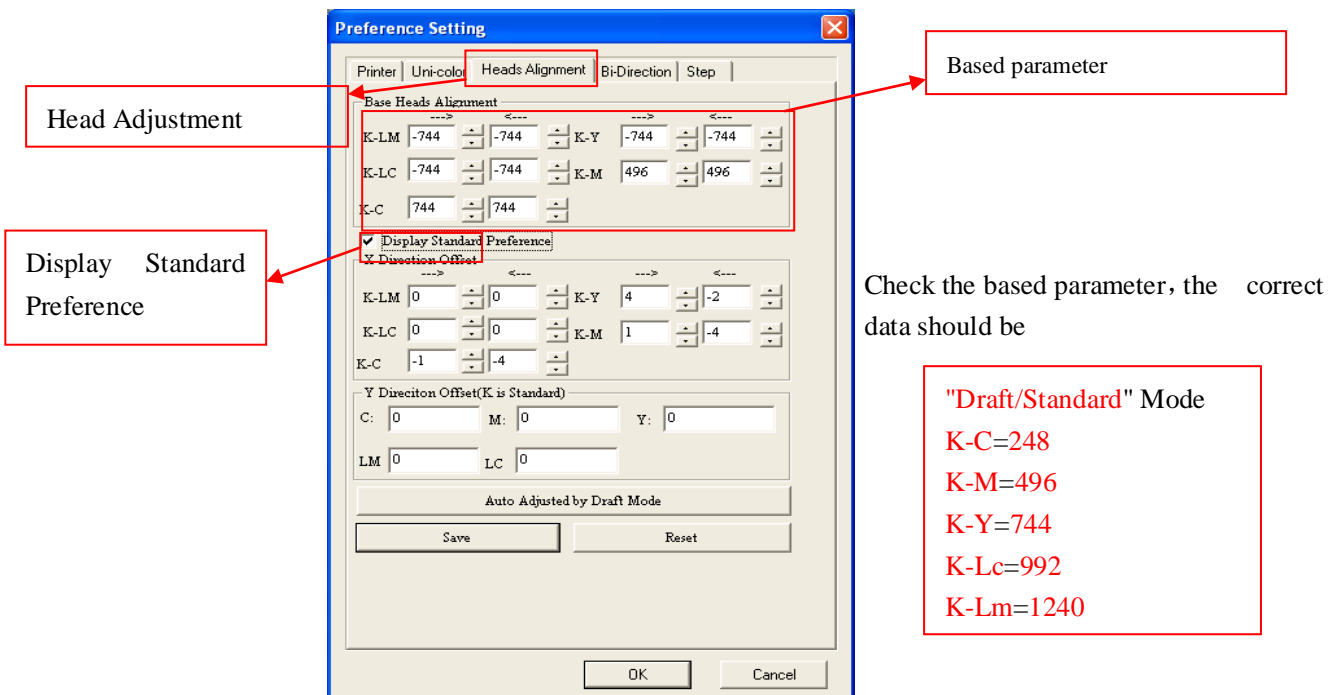 Preference Setting
Printer Uni-color Heads Alignment Bi-Direction Step
Based parameter
Head Adjustment
Base Heads Alignment
---> <--- ---> <---
K-LM -744 -744 K-Y -744 -744
K-LC -744 -744 K-M 496 496
K-C 744 744
Display Standard Preference
Display Standard
Preference
X Direction Offset
---> <--- ---> <---
K-LM 0 0 K-Y 4 -2
K-LC 0 0 K-M 1 -4
K-C -1 -4
Y Direciton Offset(K is Standard)
C: 0 M: 0 Y: 0
LM 0 LC 0
Auto Adjusted by Draft Mode
Save Reset
OK Cancel
Check the based parameter，the correct
data should be
"Draft/Standard" Mode
K-C=248
K-M=496
K-Y=744
K-Lc=992
K-Lm=1240